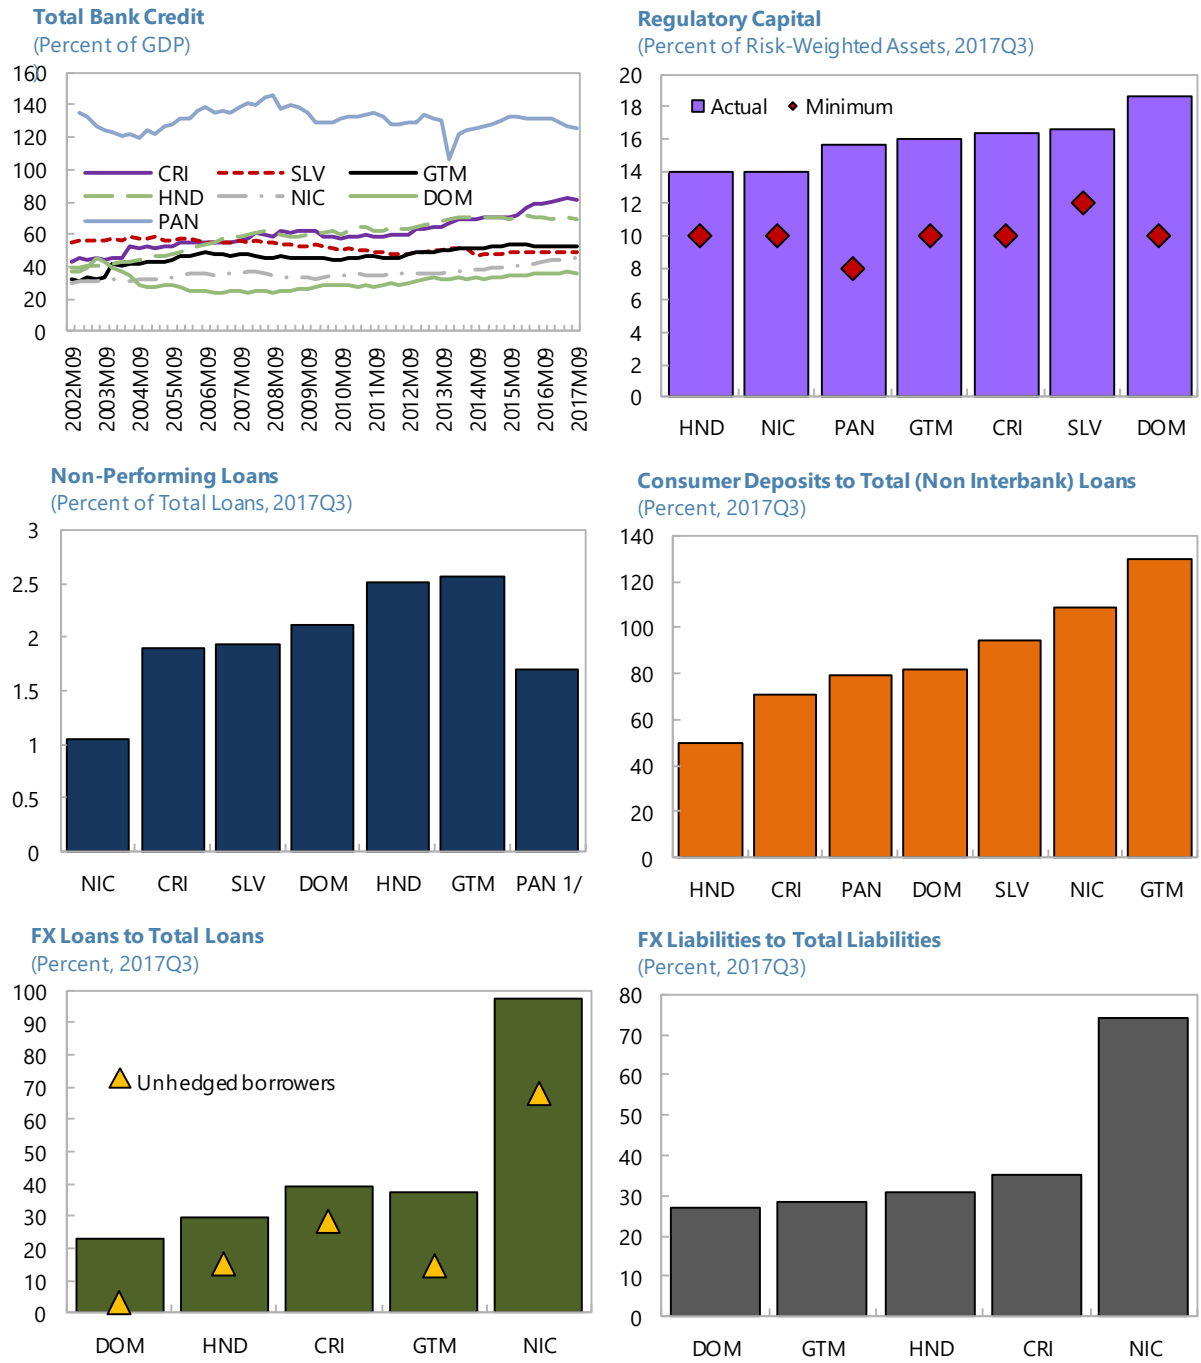 Total Bank Credit
(Percent of GDP)
)
160
140
120
100
80
60
40
20
0
CRI SLV GTM
HND NIC DOM
PAN
2002M09 2003M09 2004M09 2005M09 2006M09 2007M09 2008M09 2009M09 2010M09 2011M09 2012M09 2013M09 2014M09 2015M09 2016M09 2017M09
Regulatory Capital
(Percent of Risk-Weighted Assets, 2017Q3)
20
18
16
14
12
10
8
6
4
2
0
Actual Minimum
HND NIC PAN GTM CRI SLV DOM
Non-Performing Loans
(Percent of Total Loans, 2017Q3)
3
2.5
2
1.5
1
0.5
0
NIC CRI SLV DOM HND GTM PAN 1/
Consumer Deposits to Total (Non Interbank) Loans
(Percent, 2017Q3)
140
120
100
80
60
40
20
0
HND CRI PAN DOM SLV NIC GTM
FX Loans to Total Loans
(Percent, 2017Q3)
100
90
80
70
60
50
40
30
20
10
0
Unhedged borrowers
DOM HND CRI GTM NIC
FX Liabilities to Total Liabilities
(Percent, 2017Q3)
80
70
60
50
40
30
20
10
0
DOM GTM HND CRI NIC